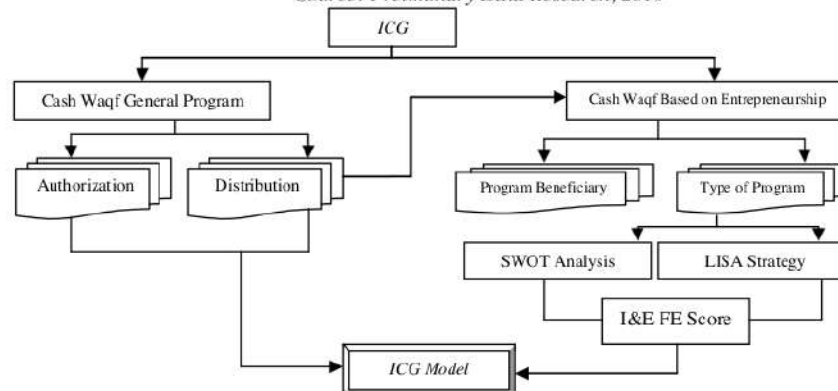 ICG
Cash Waqf General Program
Cash Waqf Based on Entrepreneurship
Authorization
Distribution
Program Beneficiary
Type of Program
SWOT Analysis
LISA Strategy
I&E FE Score
ICG Model